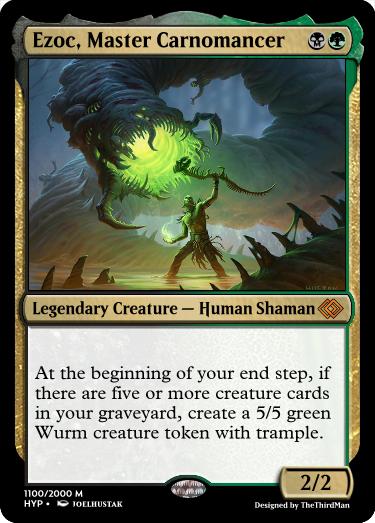 Ezoc, Master Carnomancer
Legendary Creature — Human Shaman
At the beginning of your end step, if
there are five or more creature cards
in your graveyard, create a 5/5 green
Wurm creature token with trample.
2/2
1100/2000 M
HYP • JOELHUSTAK
Designed by TheThirdMan